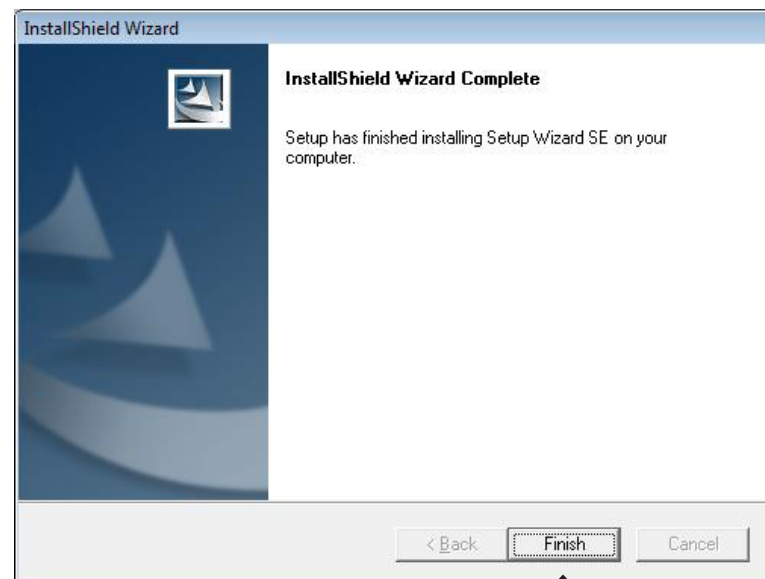 InstallShield Wizard
InstallShield Wizard Complete
Setup has finished installing Setup Wizard SE on your
computer.
< Back Finish Cancel